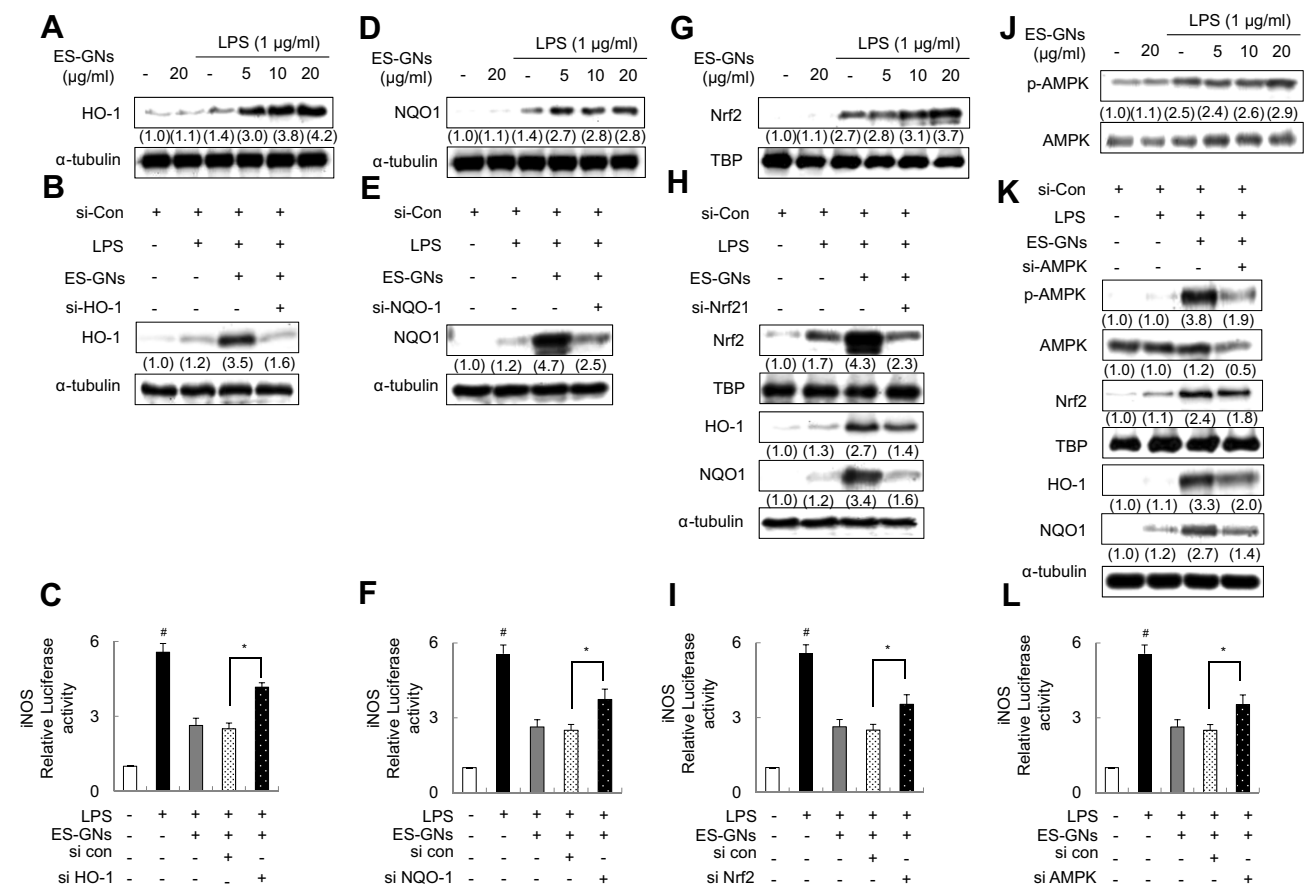 A
LPS (1 µg/ml)
ES-GNs
(µg/ml)
- 20 - 5 10 20
HO-1
(1.0) (1.1) (1.4) (3.0) (3.8) (4.2)
α-tubulin
B
si-Con + + + +
LPS - + + +
ES-GNs - - + +
si-HO-1 - - - +
HO-1
(1.0) (1.2) (3.5) (1.6)
α-tubulin
C
iNOS
Relative Luciferase
activity
6
3
0
#
*
LPS - + + + +
ES-GNs - - + + +
si con - - - + -
si HO-1 - - - - +
D
LPS (1 µg/ml)
ES-GNs
(µg/ml)
- 20 - 5 10 20
NQO1
(1.0) (1.1) (1.4) (2.7) (2.8) (2.8)
α-tubulin
E
si-Con + + + +
LPS - + + +
ES-GNs - - + +
si-NQO-1 - - - +
NQO1
(1.0) (1.2) (4.7) (2.5)
α-tubulin
F
iNOS
Relative Luciferase
activity
6
3
0
#
*
LPS - + + + +
ES-GNs - - + + +
si con - - - + -
si NQO-1 - - - - +
G
LPS (1 µg/ml)
ES-GNs
(µg/ml)
- 20 - 5 10 20
Nrf2
(1.0) (1.1) (2.7) (2.8) (3.1) (3.7)
TBP
H
si-Con + + + +
LPS - + + +
ES-GNs - - + +
si-Nrf21 - - - +
Nrf2
(1.0) (1.7) (4.3) (2.3)
TBP
HO-1
(1.0) (1.3) (2.7) (1.4)
NQO1
(1.0) (1.2) (3.4) (1.6)
α-tubulin
I
iNOS
Relative Luciferase
activity
6
3
0
#
*
LPS - + + + +
ES-GNs - - + + +
si con - - - + -
si Nrf2 - - - - +
J
LPS (1 µg/ml)
ES-GNs
(µg/ml)
- 20 - 5 10 20
p-AMPK
(1.0) (1.1) (2.5) (2.4) (2.6) (2.9)
AMPK
K
si-Con + + + +
LPS - + + +
ES-GNs - - + +
si-AMPK - - - +
p-AMPK
(1.0) (1.0) (3.8) (1.9)
AMPK
(1.0) (1.0) (1.2) (0.5)
Nrf2
(1.0) (1.1) (2.4) (1.8)
TBP
HO-1
(1.0) (1.1) (3.3) (2.0)
NQO1
(1.0) (1.2) (2.7) (1.4)
α-tubulin
L
iNOS
Relative Luciferase
activity
6
3
0
#
*
LPS - + + + +
ES-GNs - - + + +
si con - - - + -
si AMPK - - - - +